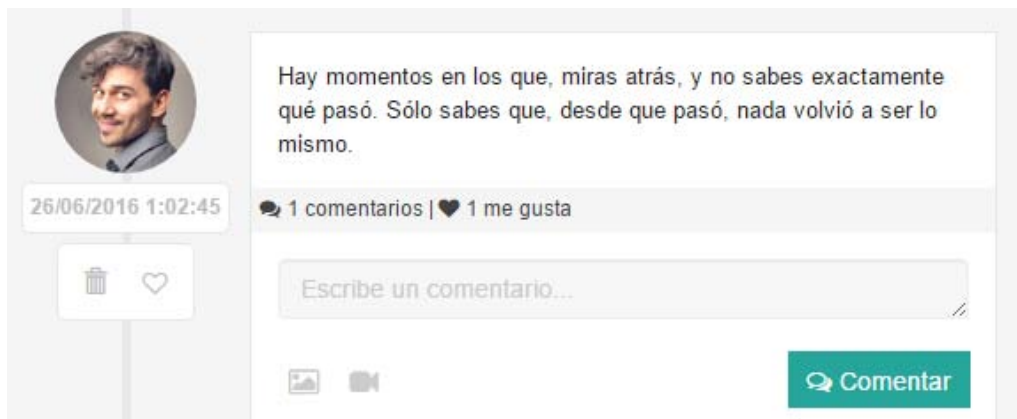 Hay momentos en los que, miras atrás, y no sabes exactamente
qué pasó. Sólo sabes que, desde que pasó, nada volvió a ser lo
mismo.
26/06/2016 1:02:45
1 comentarios | 1 me gusta
Escribe un comentario...
Comentar